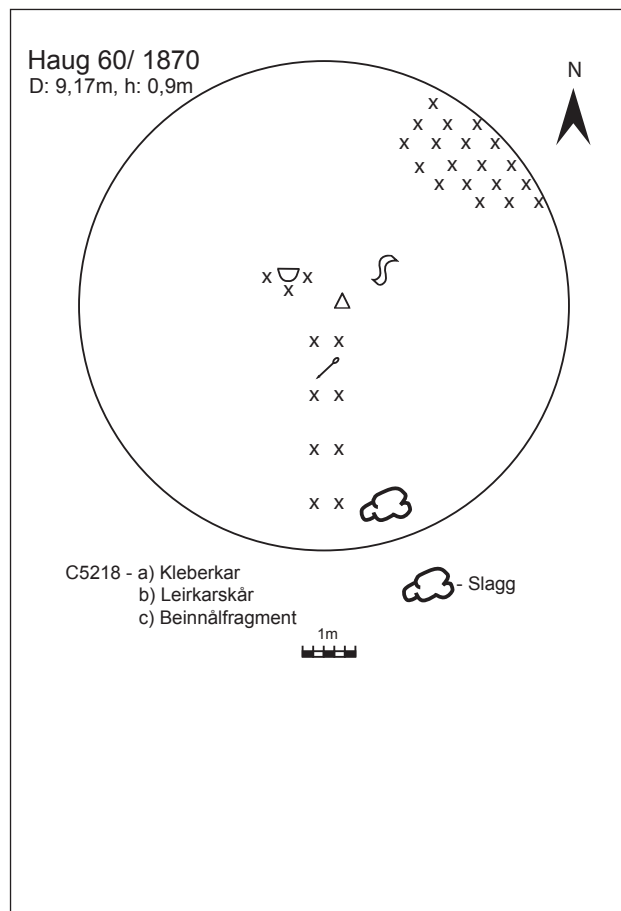 Haug 60/ 1870
D: 9,17m, h: 0,9m
N
x
x x x
x x x x
x x x x
x x x x
x x x
x x
x
x x
x x
x x
x x
C5218 - a) Kleberkar
b) Leirkarskår
c) Beinnålfragment
- Slagg
1m